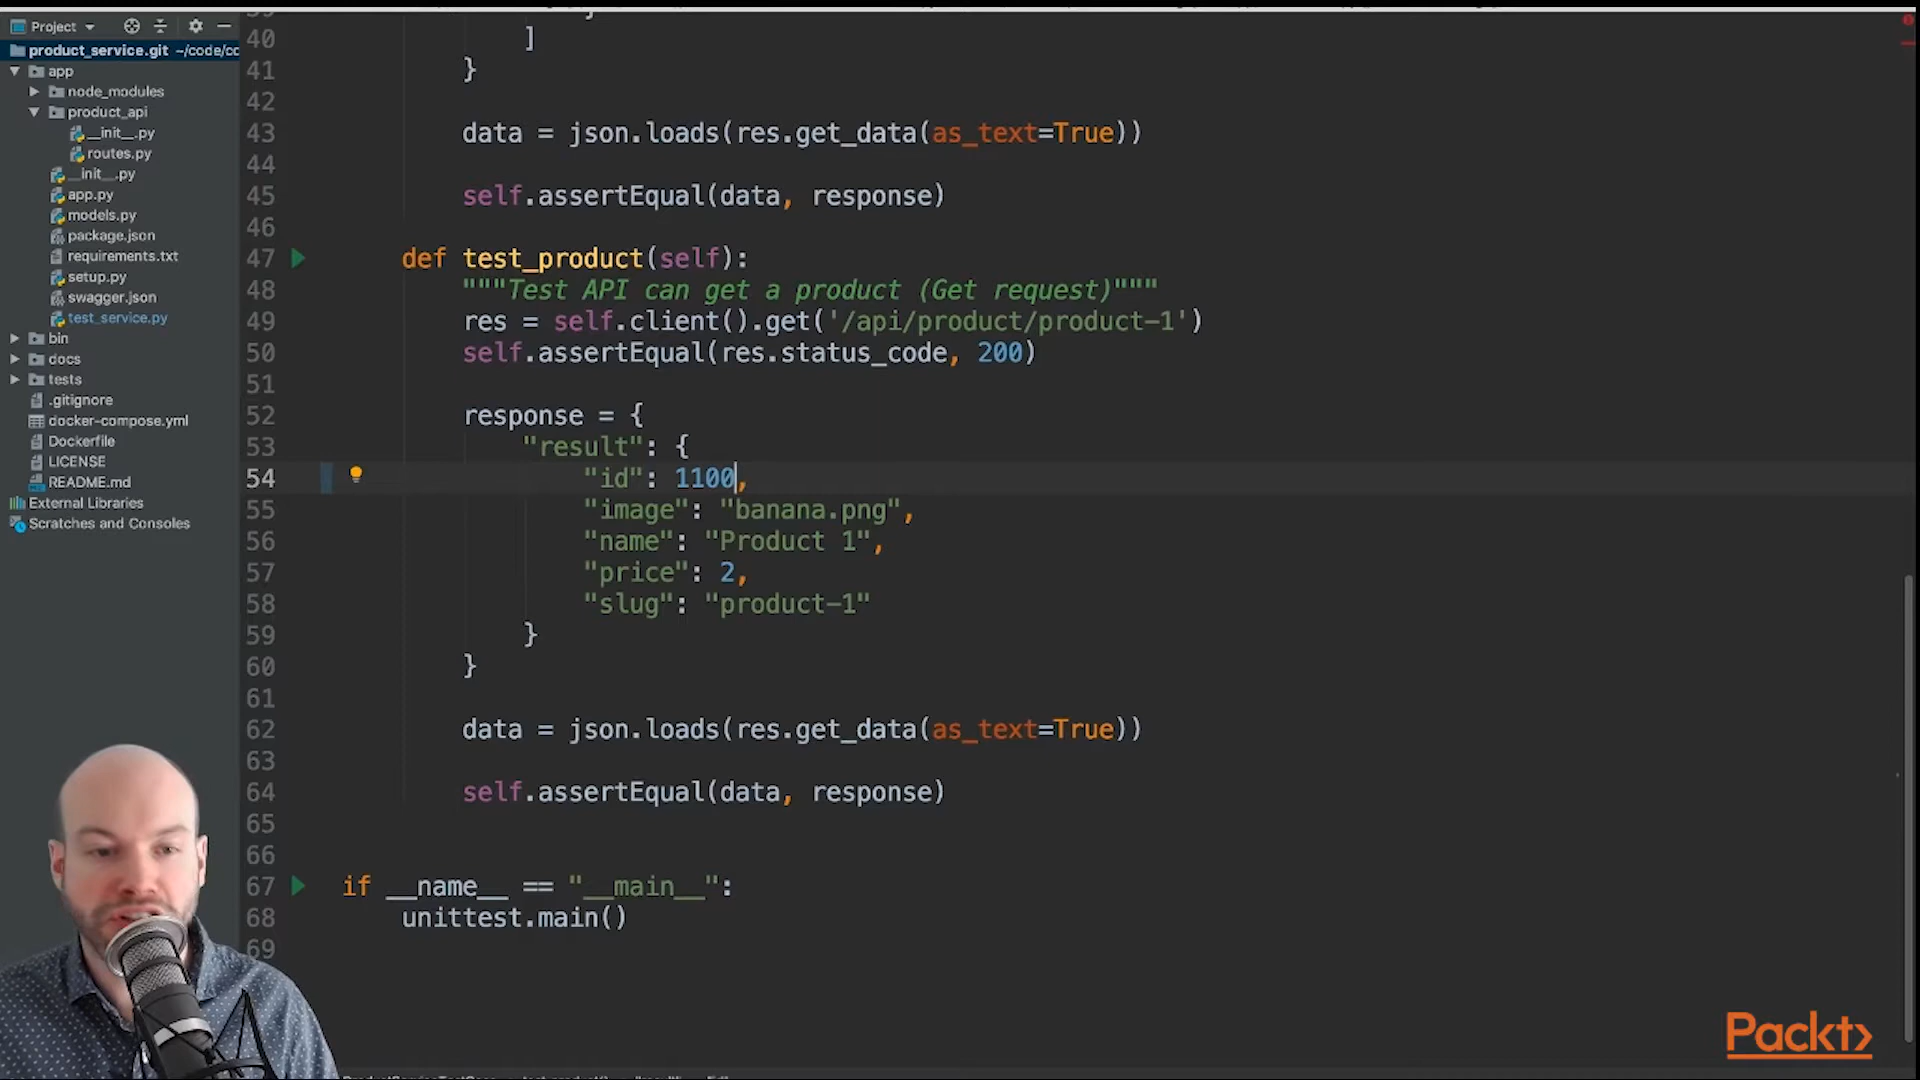 Project
product_service.git ~/code/cc
app
node_modules
product_api
__init__.py
routes.py
__init__.py
app.py
models.py
package.json
requirements.txt
setup.py
swagger.json
test_service.py
bin
docs
tests
.gitignore
docker-compose.yml
Dockerfile
LICENSE
README.md
External Libraries
Scratches and Consoles
40 ]
41 }
42
43 data = json.loads(res.get_data(as_text=True))
44
45 self.assertEqual(data, response)
46
47 def test_product(self):
48 """Test API can get a product (Get request)"""
49 res = self.client().get('/api/product/product-1')
50 self.assertEqual(res.status_code, 200)
51
52 response = {
53 "result": {
54 "id": 1100,
55 "image": "banana.png",
56 "name": "Product 1",
57 "price": 2,
58 "slug": "product-1"
59 }
60 }
61
62 data = json.loads(res.get_data(as_text=True))
63
64 self.assertEqual(data, response)
65
66
67 if __name__ == "__main__":
68 unittest.main()
69
Packt>